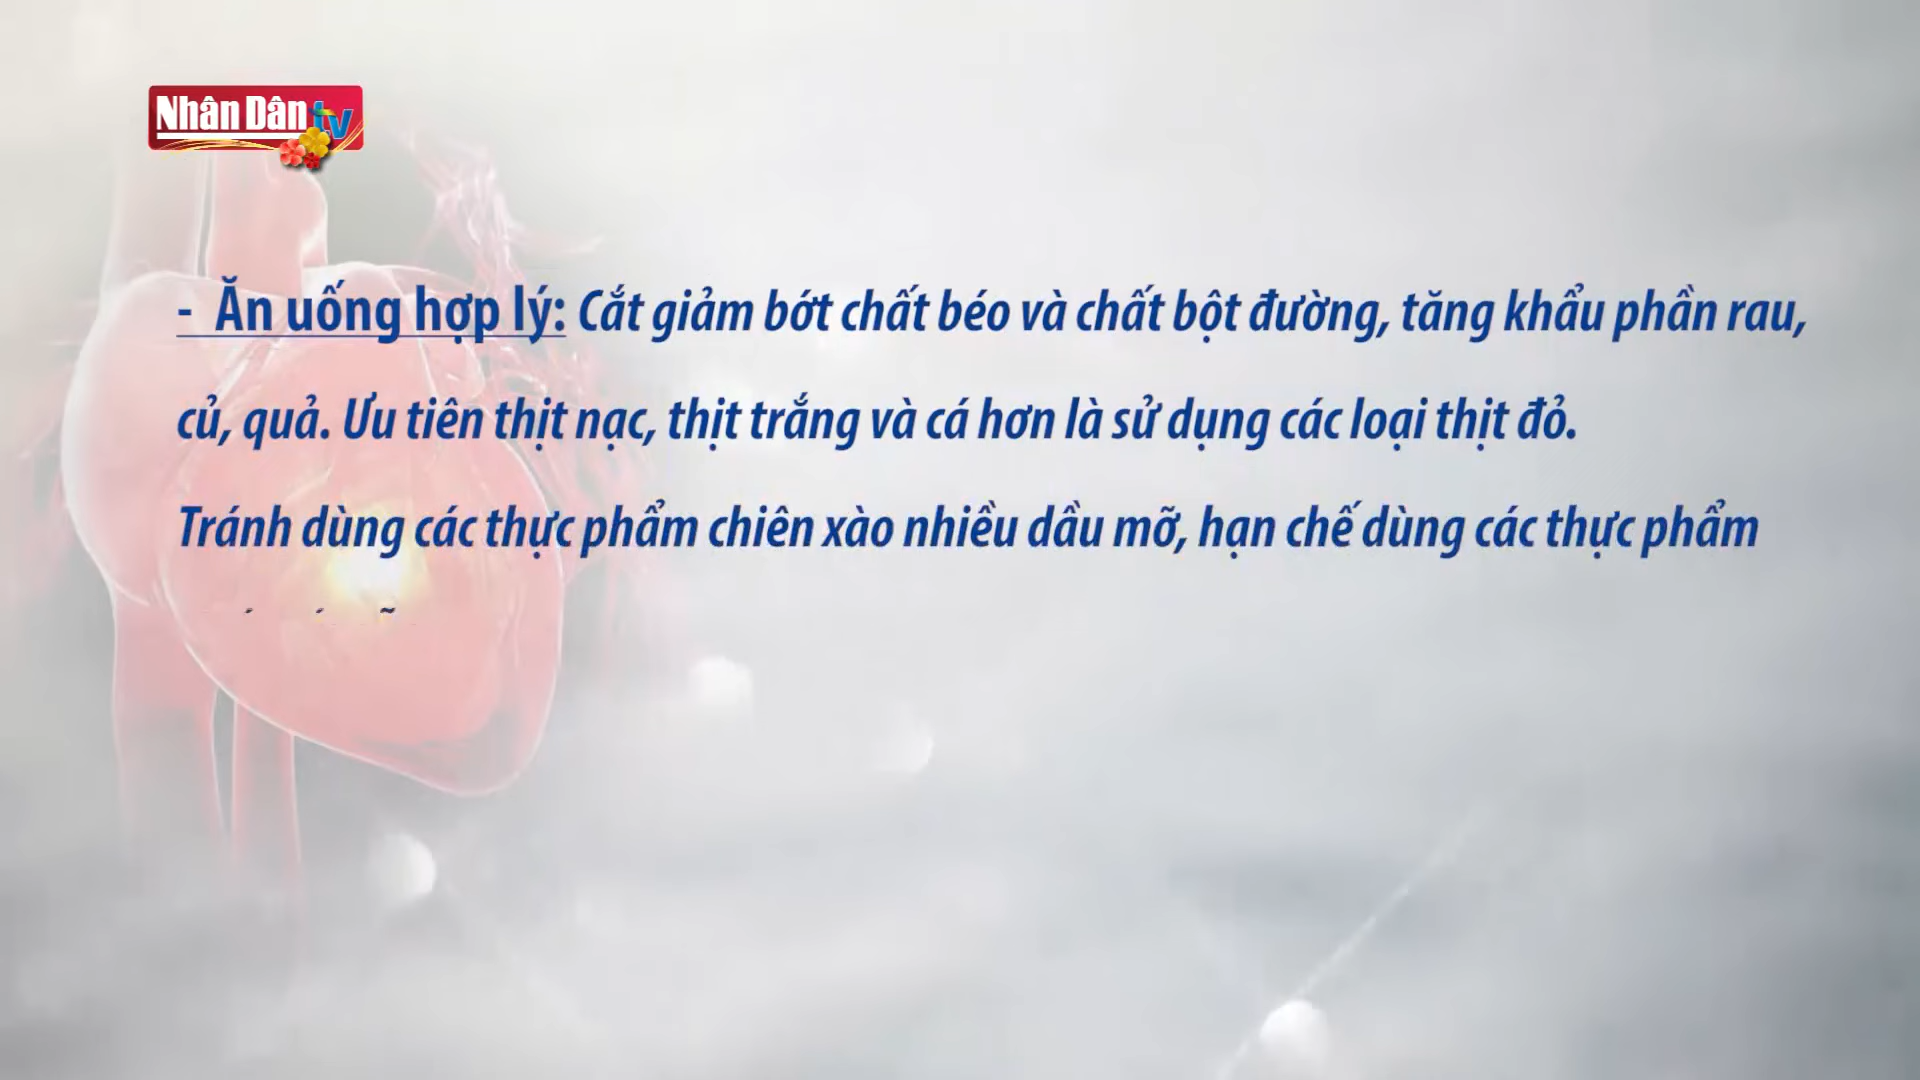 Nhân Dân tv
- Ăn uống hợp lý: Cắt giảm bớt chất béo và chất bột đường, tăng khẩu phần rau,
củ, quả. Ưu tiên thịt nạc, thịt trắng và cá hơn là sử dụng các loại thịt đỏ.
Tránh dùng các thực phẩm chiên xào nhiều dầu mỡ, hạn chế dùng các thực phẩm